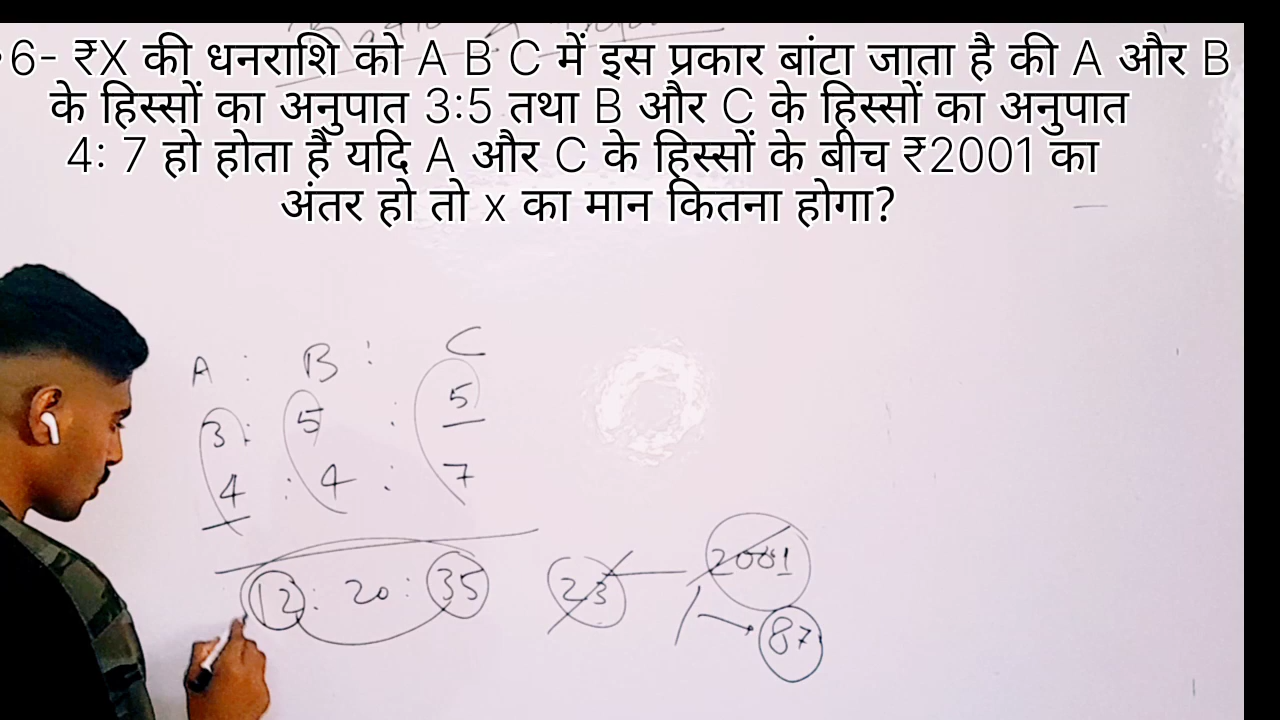 6- ₹X की धनराशि को A B C में इस प्रकार बांटा जाता है की A और B
के हिस्सों का अनुपात 3:5 तथा B और C के हिस्सों का अनुपात
4: 7 हो होता है यदि A और C के हिस्सों के बीच ₹2001 का
अंतर हो तो x का मान कितना होगा?
A : B : C
3 : 5 : 5
4 : 4 : 7
12 : 20 : 35 23 2001
87